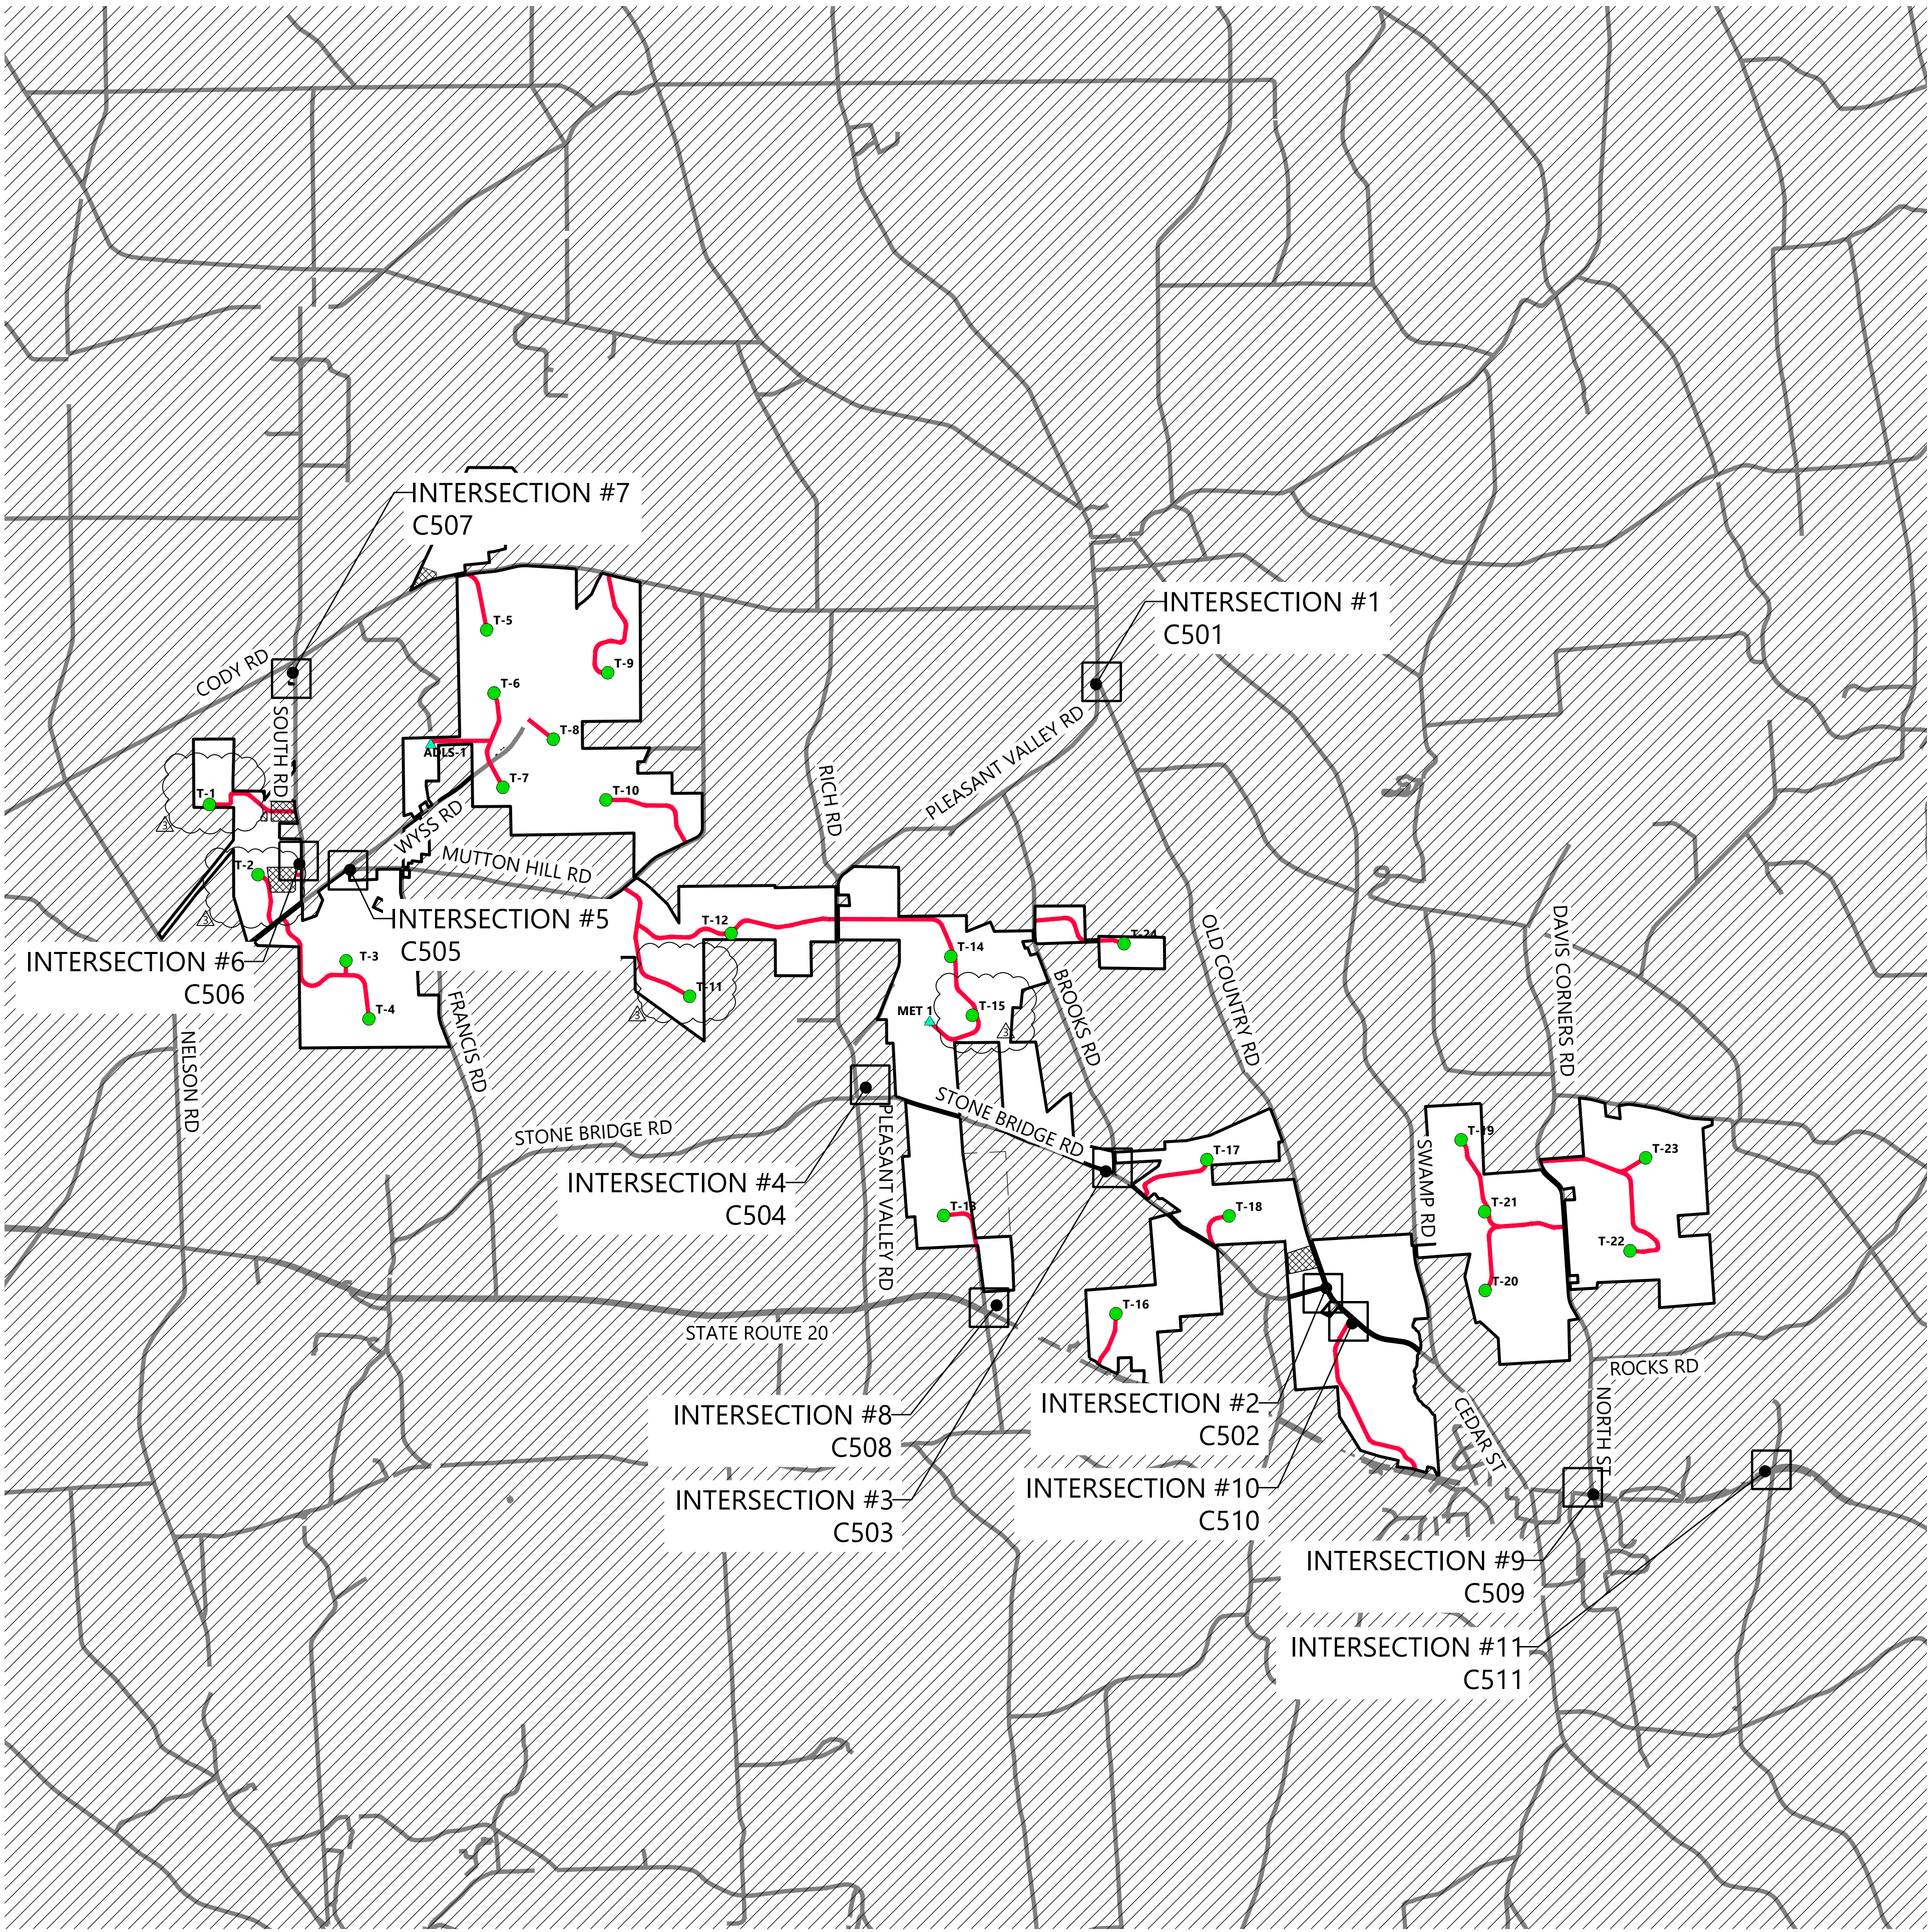 INTERSECTION #7
C507
INTERSECTION #1
C501
T-5
T-9
CODY RD
T-6
SOUTH RD
PLEASANT VALLEY RD
T-8
ADLS-1
RICH RD
T-7
T-1
T-10
3
WYSS RD
MUTTON HILL RD
T-2
3
INTERSECTION #5
C505
T-12
OLD COUNTRY RD
DAVIS CORNERS RD
T-24
INTERSECTION #6
C506
T-3
T-14
BROOKS RD
T-11
3
FRANCIS RD
T-4
MET 1
T-15
3
NELSON RD
STONE BRIDGE RD
STONE BRIDGE RD
PLEASANT VALLEY RD
T-19
SWAMP RD
T-17
T-23
INTERSECTION #4
C504
T-13
T-18
T-21
T-22
T-20
T-16
STATE ROUTE 20
ROCKS RD
INTERSECTION #8
C508
INTERSECTION #2
C502
CEDAR ST
NORTH ST
INTERSECTION #3
C503
INTERSECTION #10
C510
INTERSECTION #9
C509
INTERSECTION #11
C511